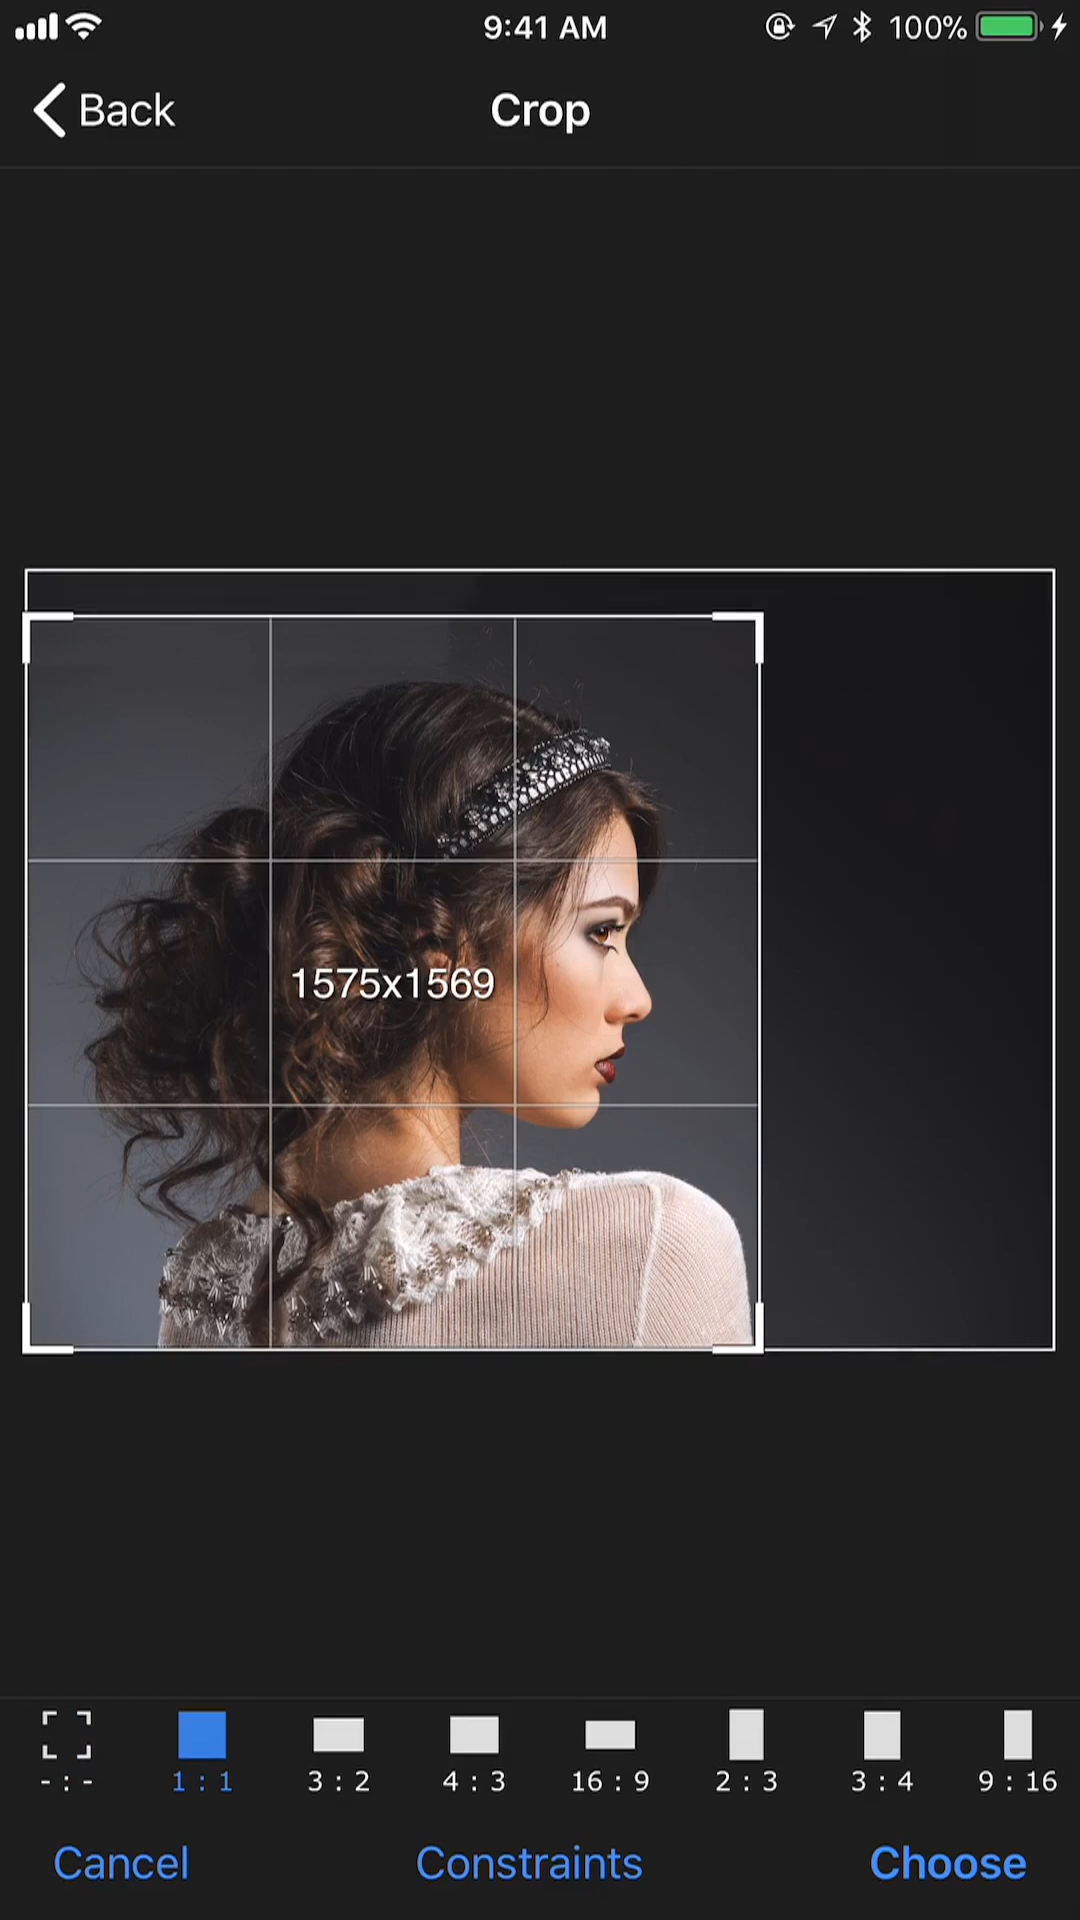 9:41 AM
100%
Back
Crop
1575x1569
-:-
1:1
3:2
4:3
16:9
2:3
3:4
9:16
Cancel
Constraints
Choose